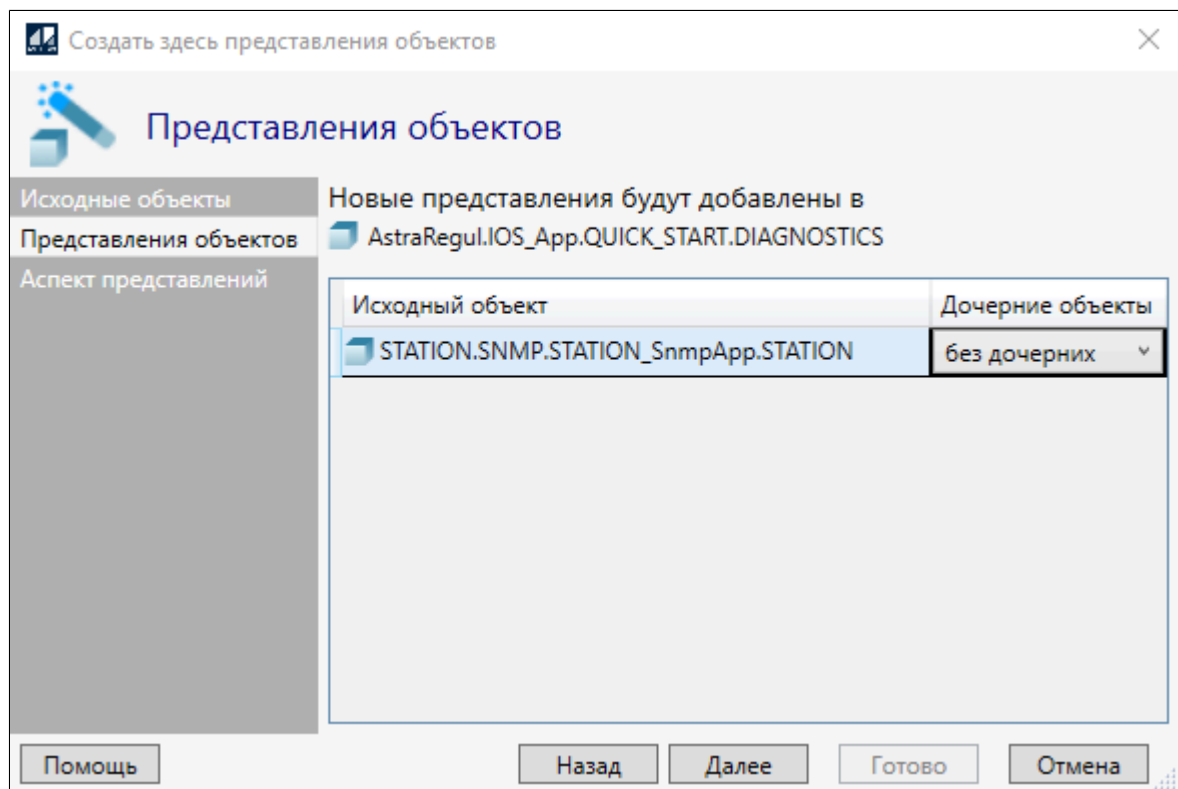 Создать здесь представления объектов
Представления объектов
Исходные объекты
Представления объектов
Аспект представлений
Новые представления будут добавлены в
AstraRegul.IOS_App.QUICK_START.DIAGNOSTICS
Исходный объект Дочерние объекты
STATION.SNMP.STATION_SnmpApp.STATION без дочерних
Помощь Назад Далее Готово Отмена